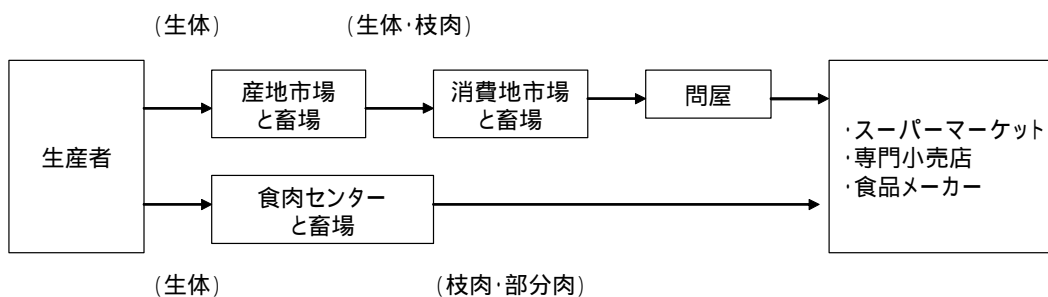 (生体)
(生体・枝肉)
生産者
産地市場
と畜場
消費地市場
と畜場
問屋
・スーパーマーケット
・専門小売店
・食品メーカー
食肉センター
と畜場
(生体)
(枝肉・部分肉)